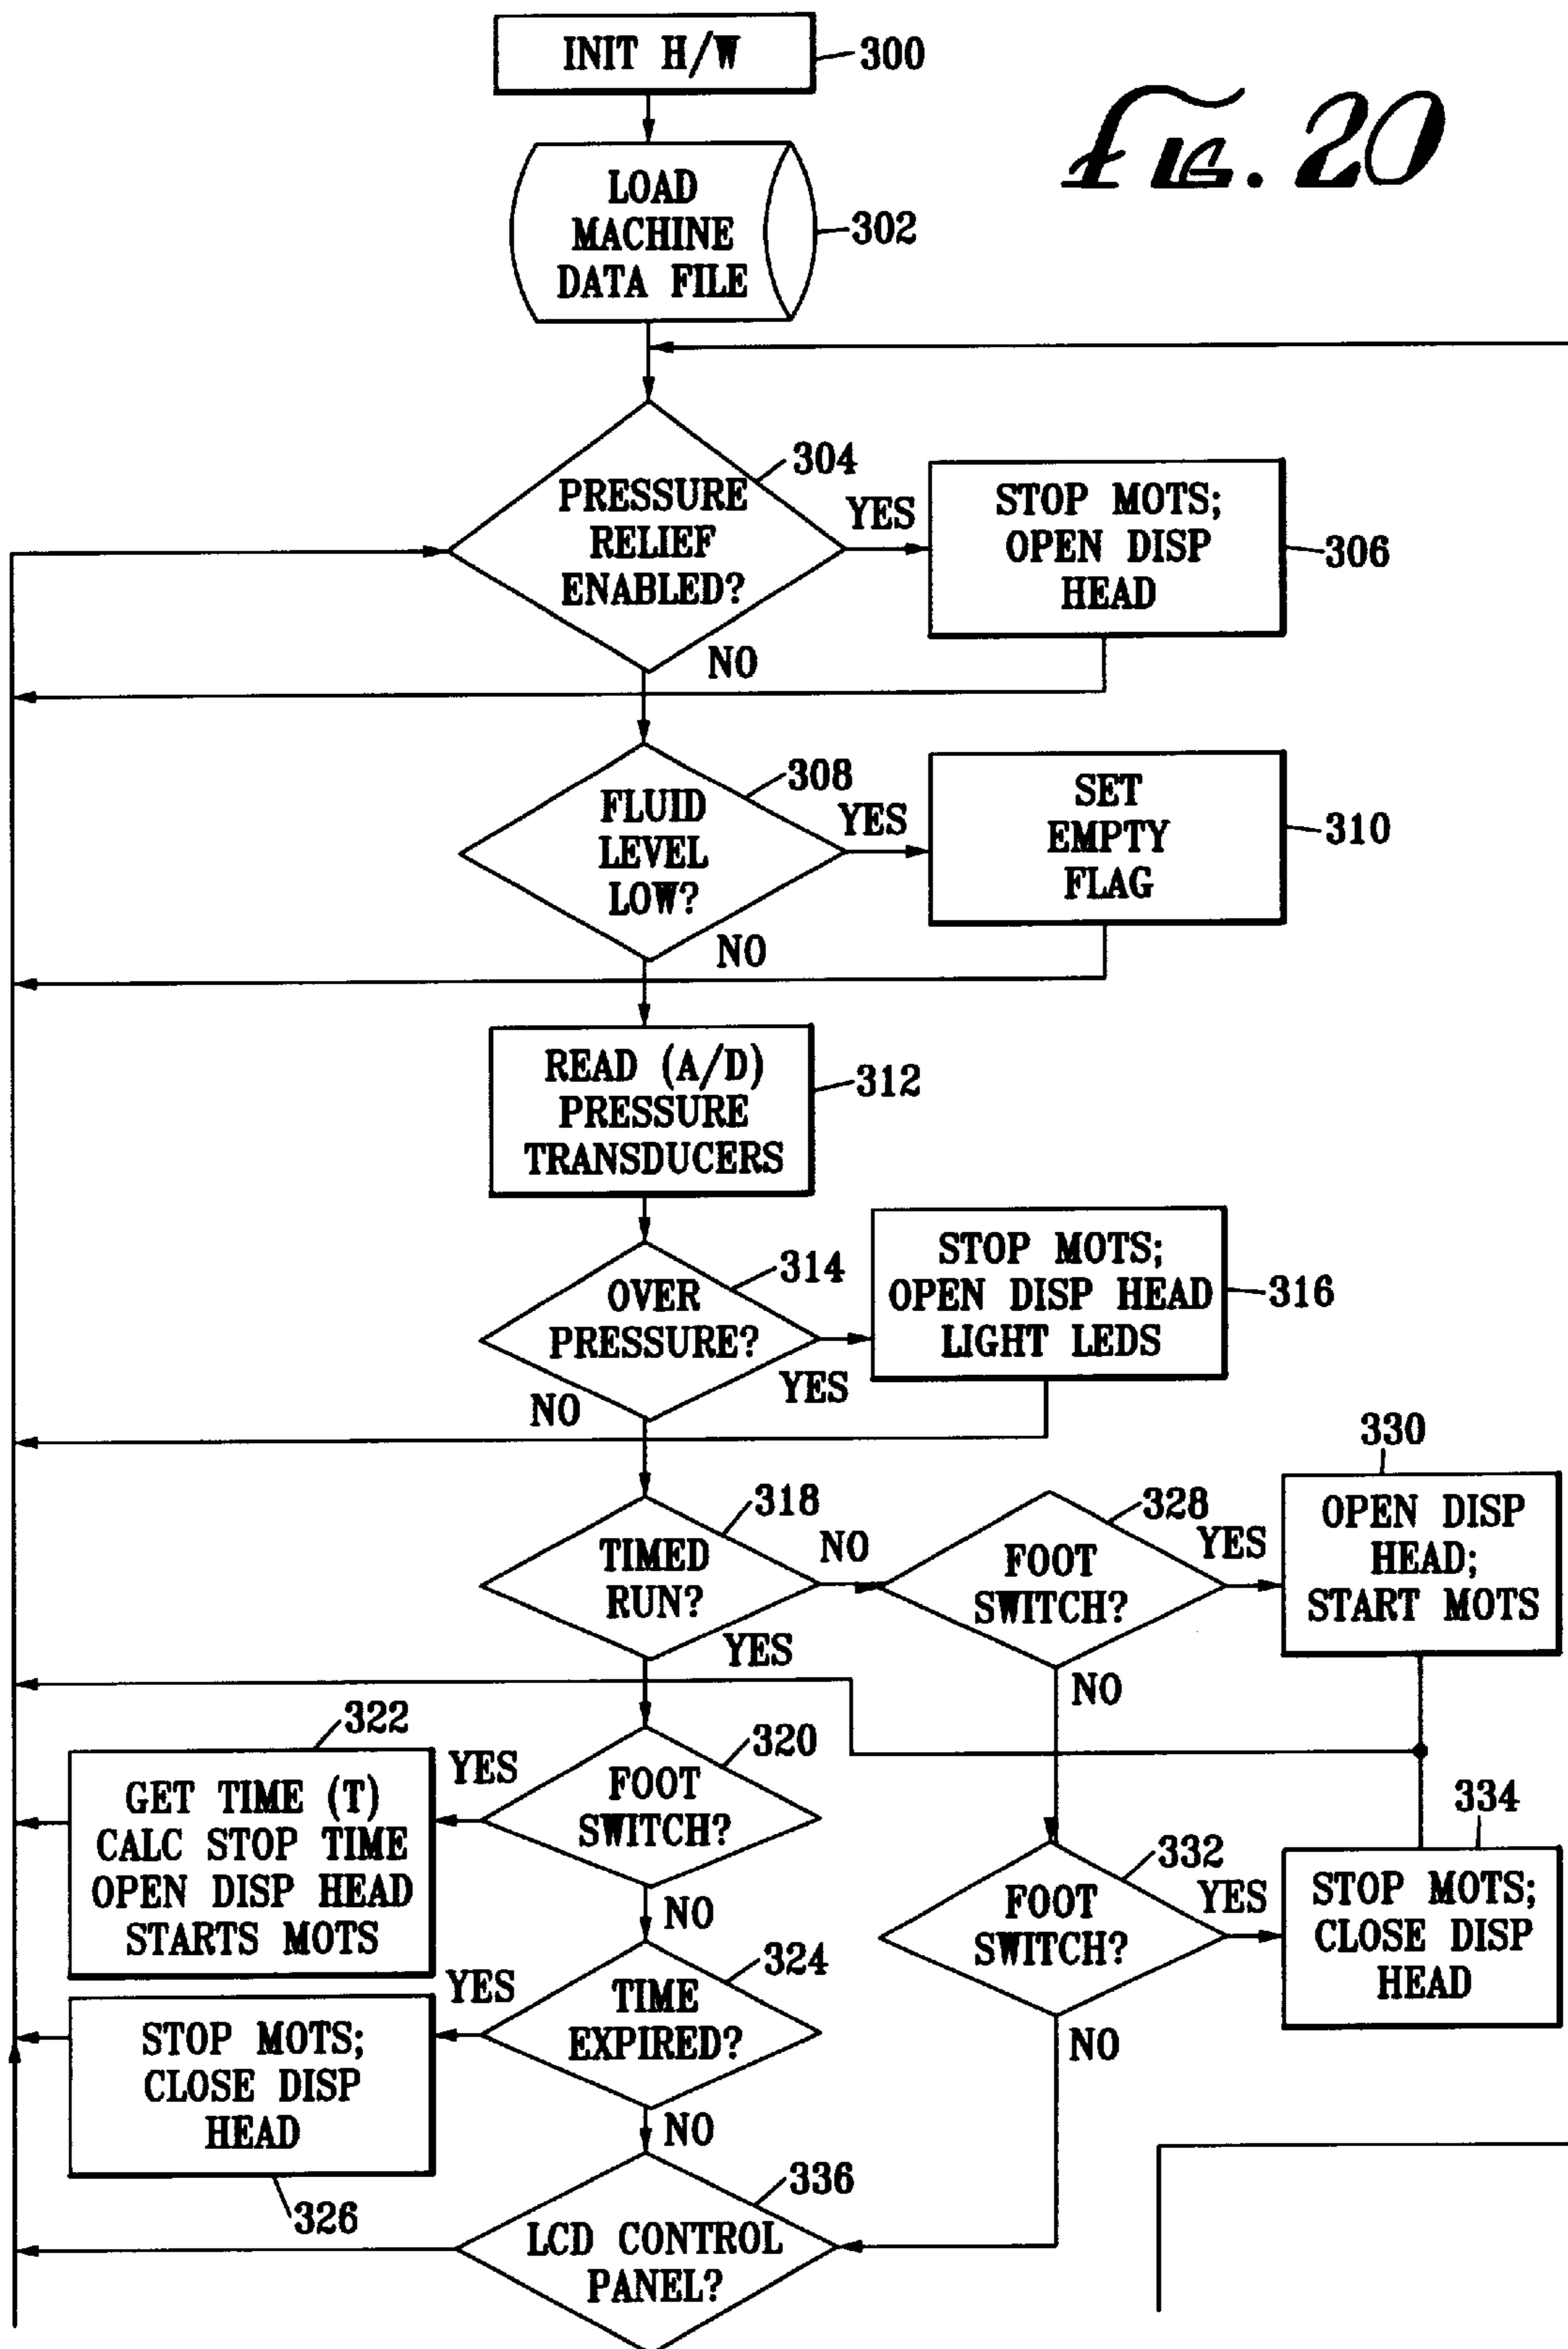 INIT H/W
300
FIG. 20
LOAD
MACHINE
DATA FILE
302
304
PRESSURE
RELIEF
ENABLED?
YES
STOP MOTS;
OPEN DISP
HEAD
306
NO
308
FLUID
LEVEL
LOW?
YES
SET
EMPTY
FLAG
310
NO
READ (A/D)
PRESSURE
TRANSDUCERS
312
314
OVER
PRESSURE?
YES
STOP MOTS;
OPEN DISP HEAD
LIGHT LEDS
316
NO
318
TIMED
RUN?
NO
328
FOOT
SWITCH?
YES
330
OPEN DISP
HEAD;
START MOTS
YES
NO
320
FOOT
SWITCH?
YES
322
GET TIME (T)
CALC STOP TIME
OPEN DISP HEAD
STARTS MOTS
332
FOOT
SWITCH?
YES
334
STOP MOTS;
CLOSE DISP
HEAD
NO
324
TIME
EXPIRED?
YES
STOP MOTS;
CLOSE DISP
HEAD
326
NO
NO
336
LCD CONTROL
PANEL?